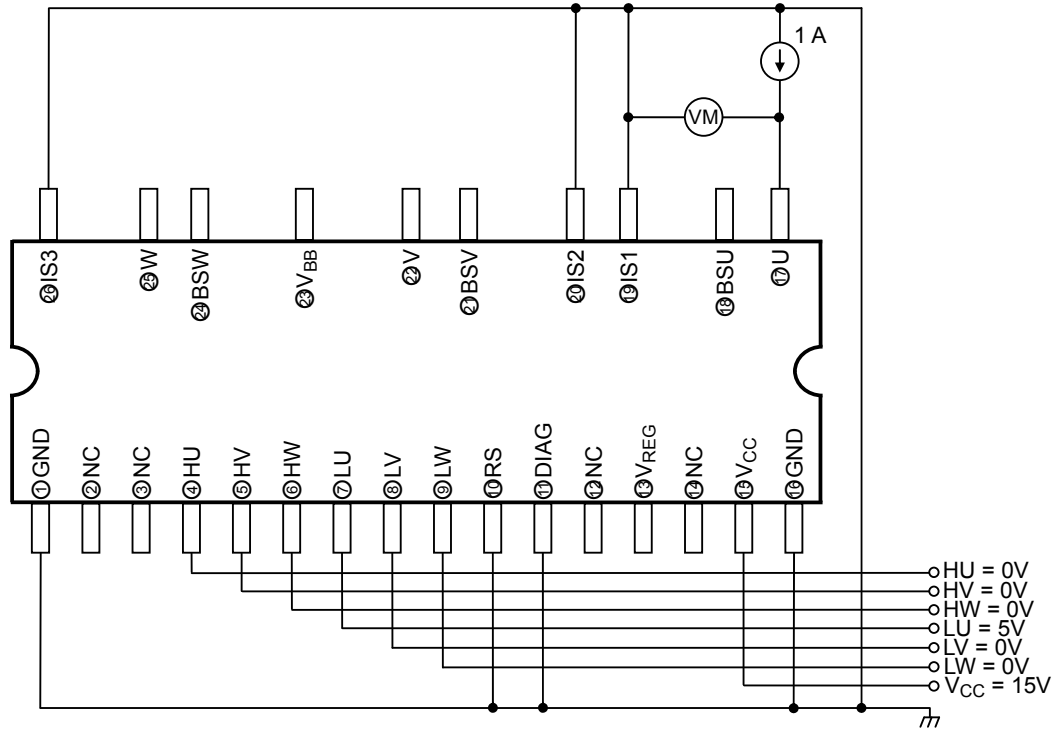 1 A
VM
㉖IS3
㉕W
㉔BSW
㉓VBB
㉒V
㉑BSV
⑳IS2
⑲IS1
⑱BSU
⑰U
①GND
②NC
③NC
④HU
⑤HV
⑥HW
⑦LU
⑧LV
⑨LW
⑩RS
⑪DIAG
⑫NC
⑬VREG
⑭NC
⑮VCC
⑯GND
HU = 0V
HV = 0V
HW = 0V
LU = 5V
LV = 0V
LW = 0V
VCC = 15V